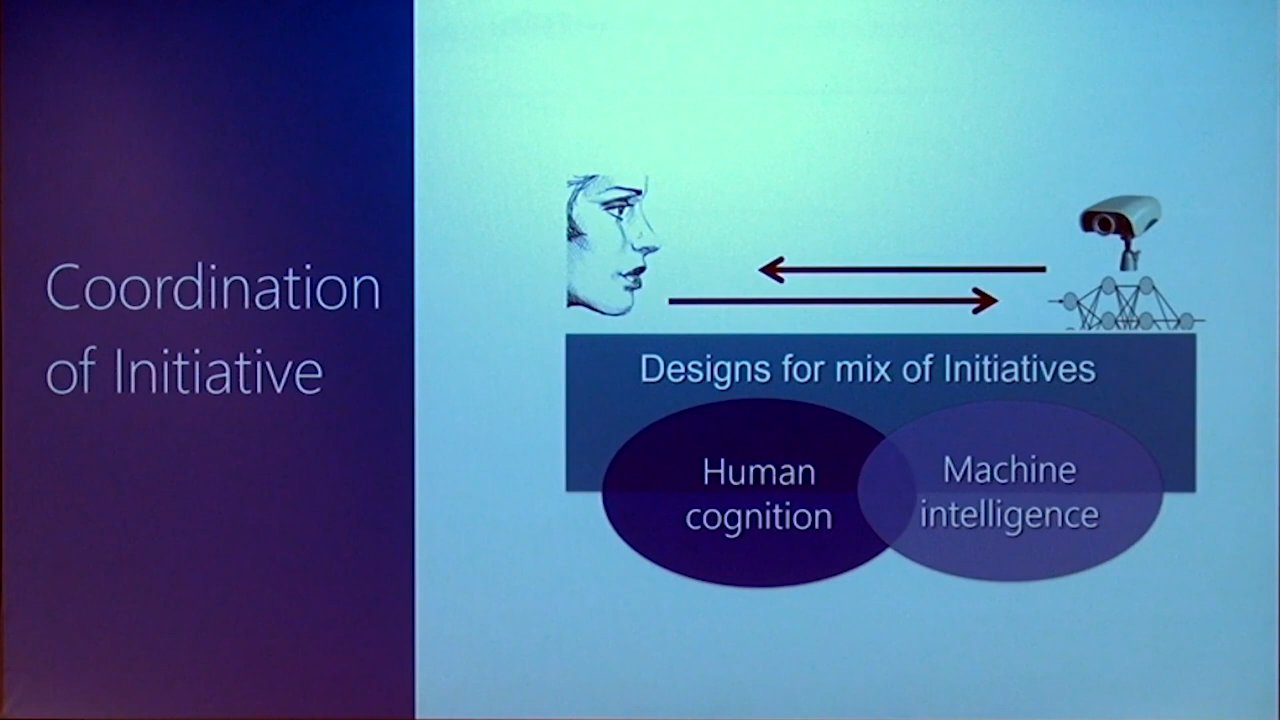 Coordination
of Initiative
Designs for mix of Initiatives
Human
cognition
Machine
intelligence